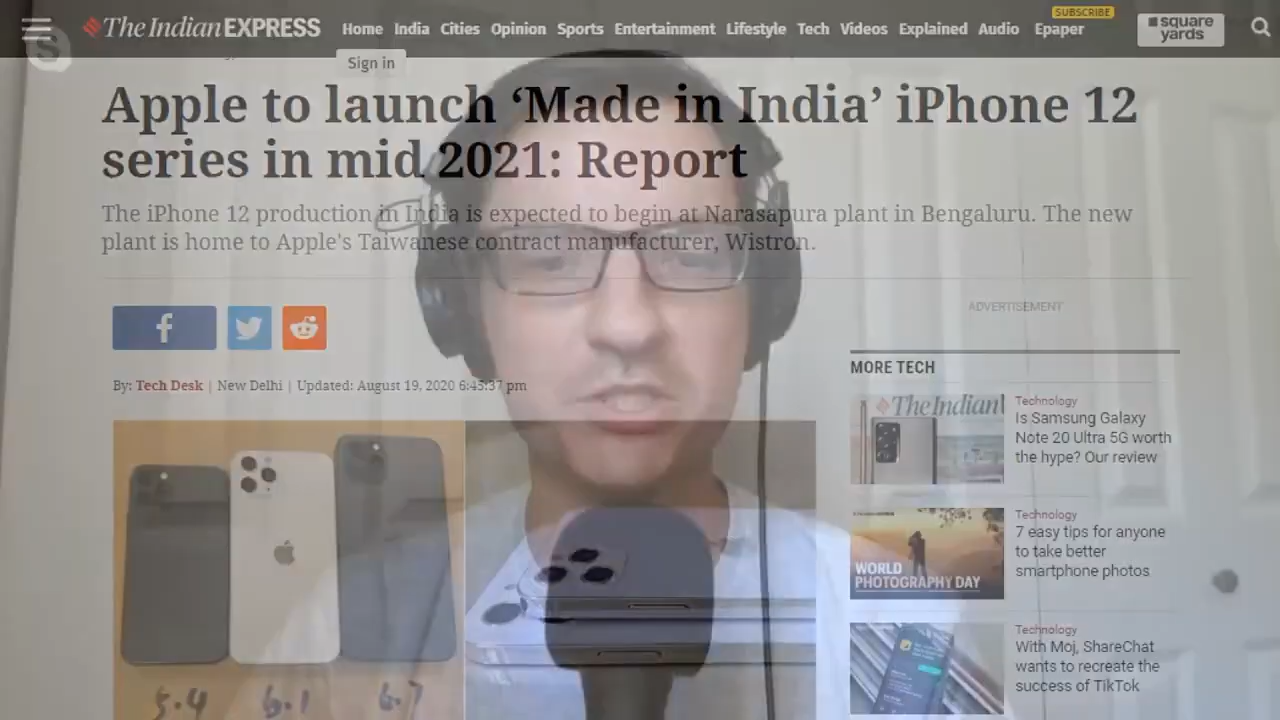 The Indian EXPRESS
Home India Cities Opinion Sports Entertainment Lifestyle Tech Videos Explained Audio Epaper
SUBSCRIBE
square
yards
S
Sign in
Apple to launch ‘Made in India’ iPhone 12
series in mid 2021: Report
The iPhone 12 production in India is expected to begin at Narasapura plant in Bengaluru. The new
plant is home to Apple's Taiwanese contract manufacturer, Wistron.
By: Tech Desk | New Delhi | Updated: August 19, 2020 6:45:37 pm
5.4 6.1 6.7
ADVERTISEMENT
MORE TECH
The Indian
Technology
Is Samsung Galaxy
Note 20 Ultra 5G worth
the hype? Our review
WORLD
PHOTOGRAPHY DAY
Technology
7 easy tips for anyone
to take better
smartphone photos
Technology
With Moj, ShareChat
wants to recreate the
success of TikTok